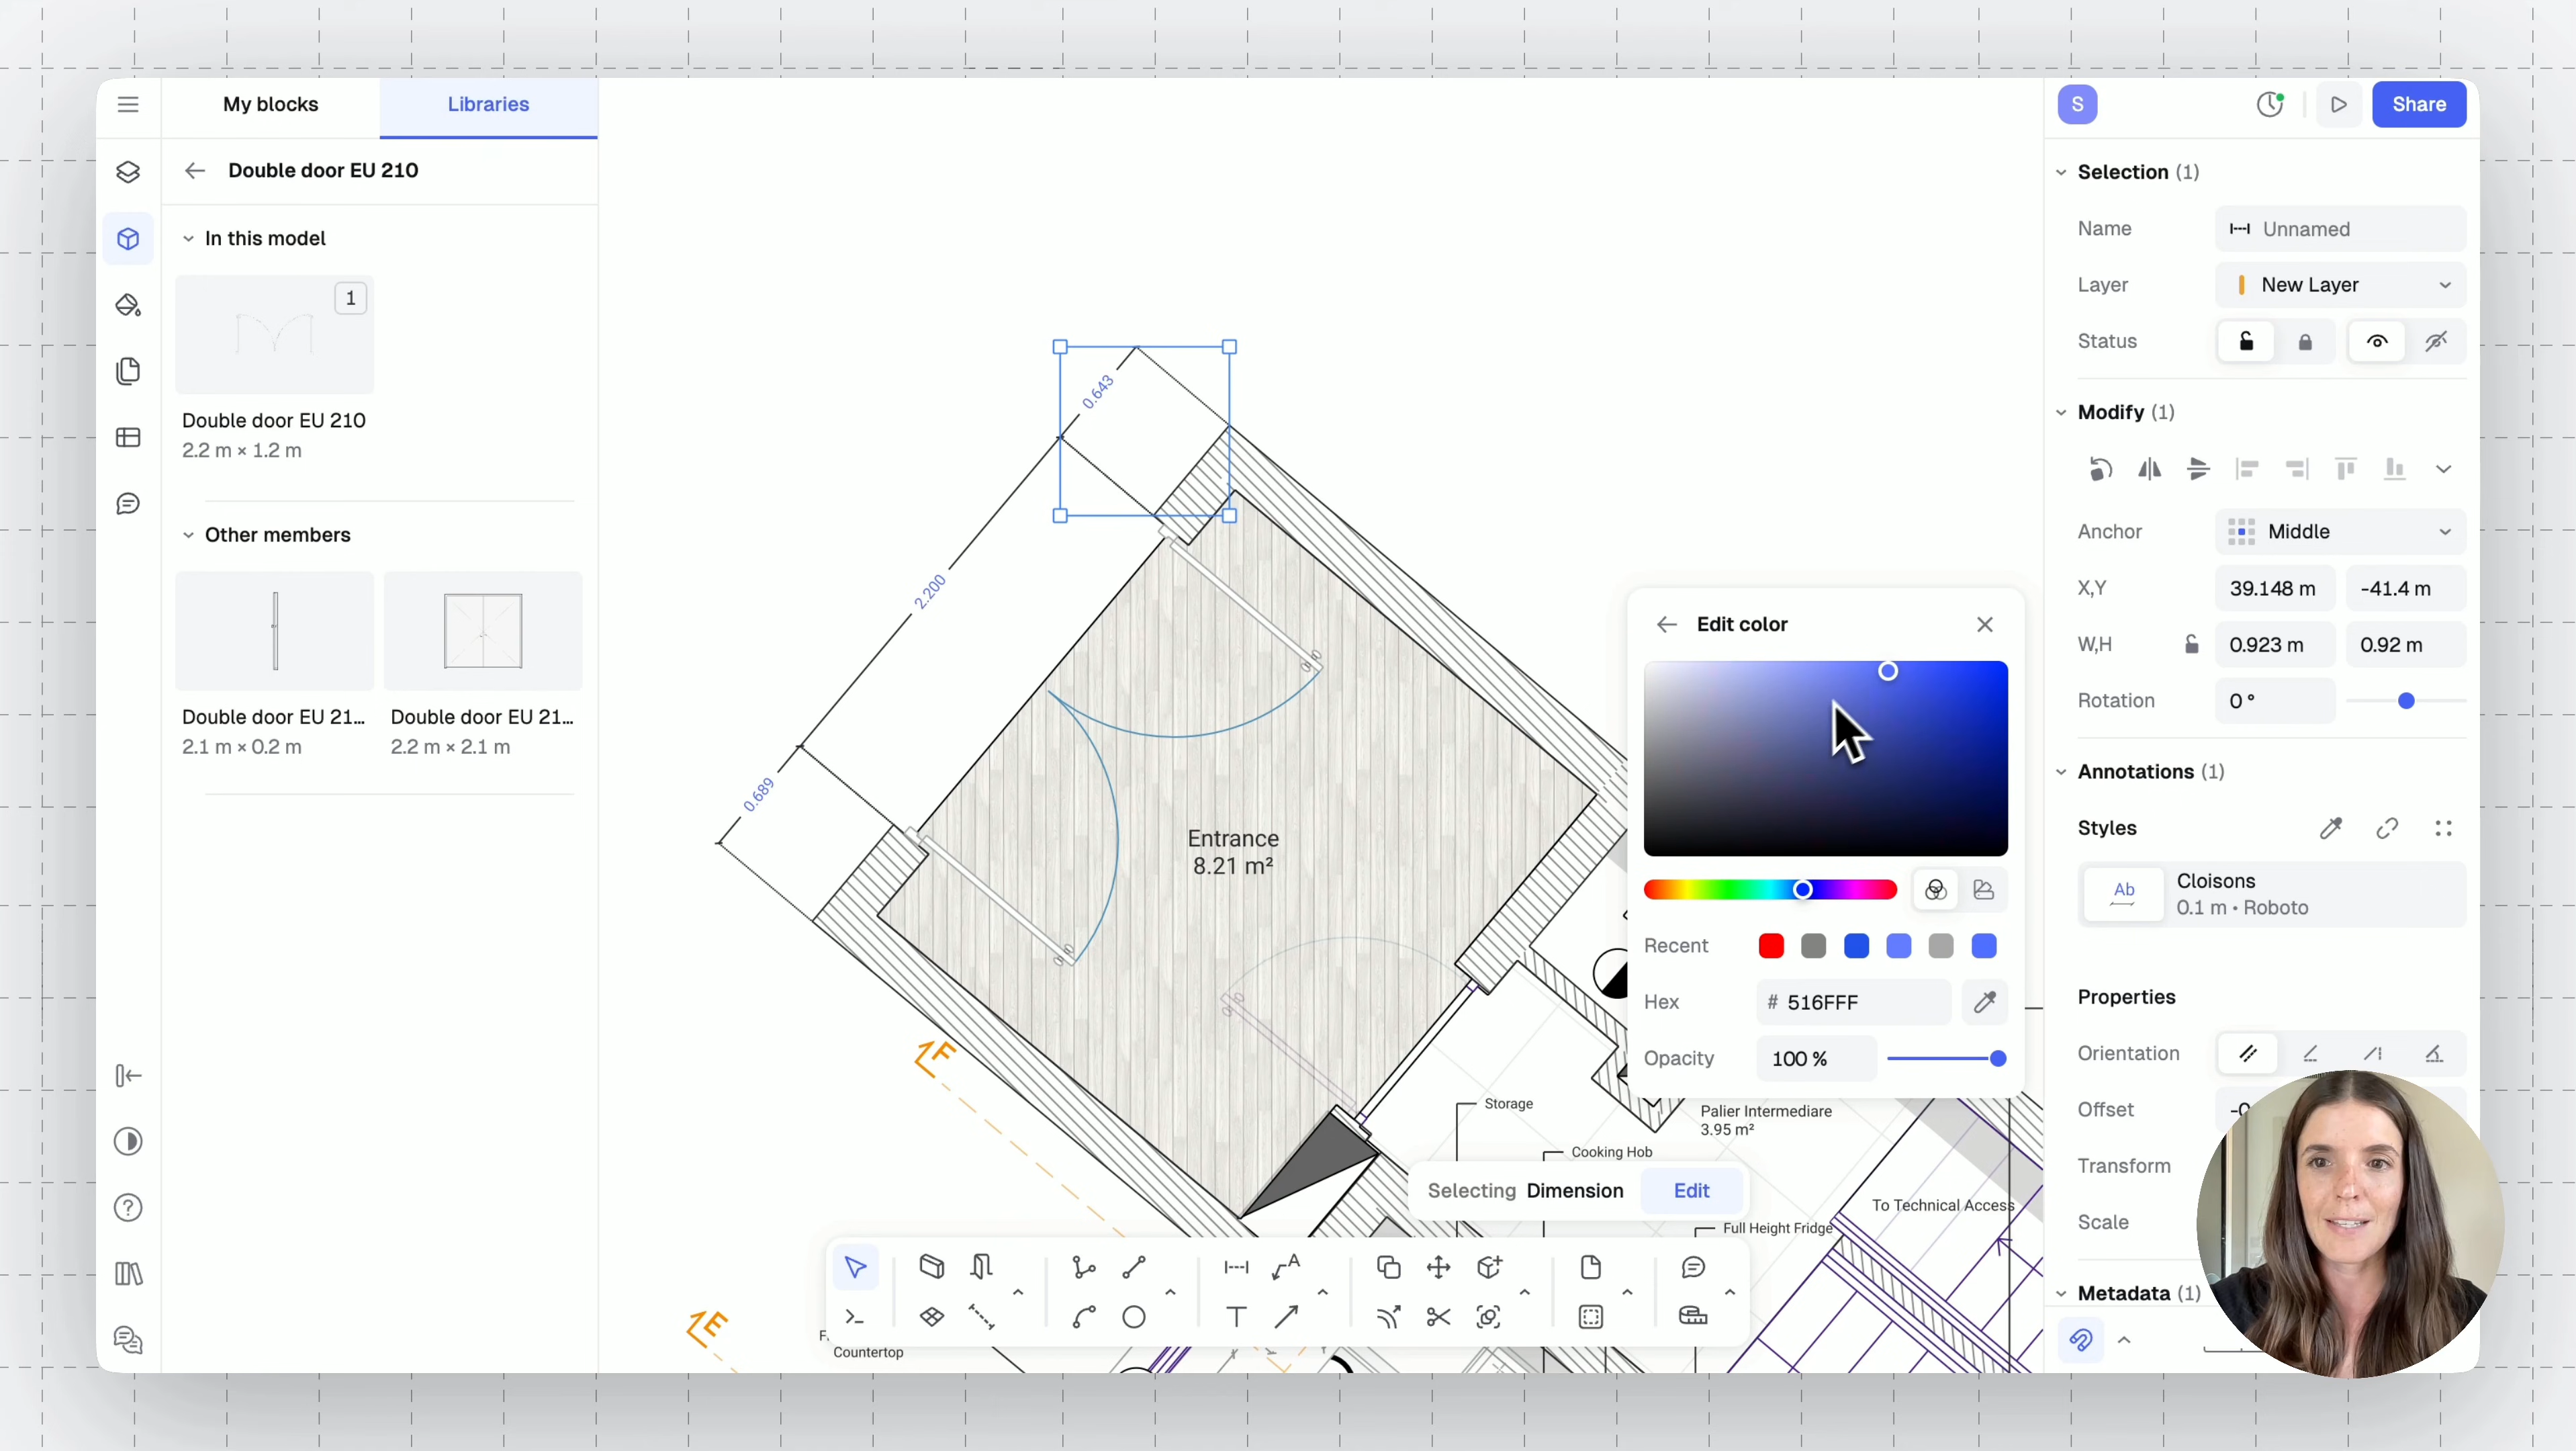 My blocks
Libraries
Double door EU 210
In this model
1
Double door EU 210
2.2 m × 1.2 m
Other members
Double door EU 21...
2.1 m × 0.2 m
Double door EU 21...
2.2 m × 2.1 m
0.643
2.200
0.689
Entrance
8.21 m²
1F
1E
Storage
Cooking Hob
Palier Intermediare
3.95 m²
To Technical Access
Full Height Fridge
Countertop
Selecting Dimension
Edit
Edit color
Recent
Hex
# 516FFF
Opacity
100 %
S
Share
Selection (1)
Name
Unnamed
Layer
New Layer
Status
Modify (1)
Anchor
Middle
X,Y
39.148 m
-41.4 m
W,H
0.923 m
0.92 m
Rotation
0 °
Annotations (1)
Styles
Ab
Cloisons
0.1 m • Roboto
Properties
Orientation
Offset
Transform
Scale
Metadata (1)